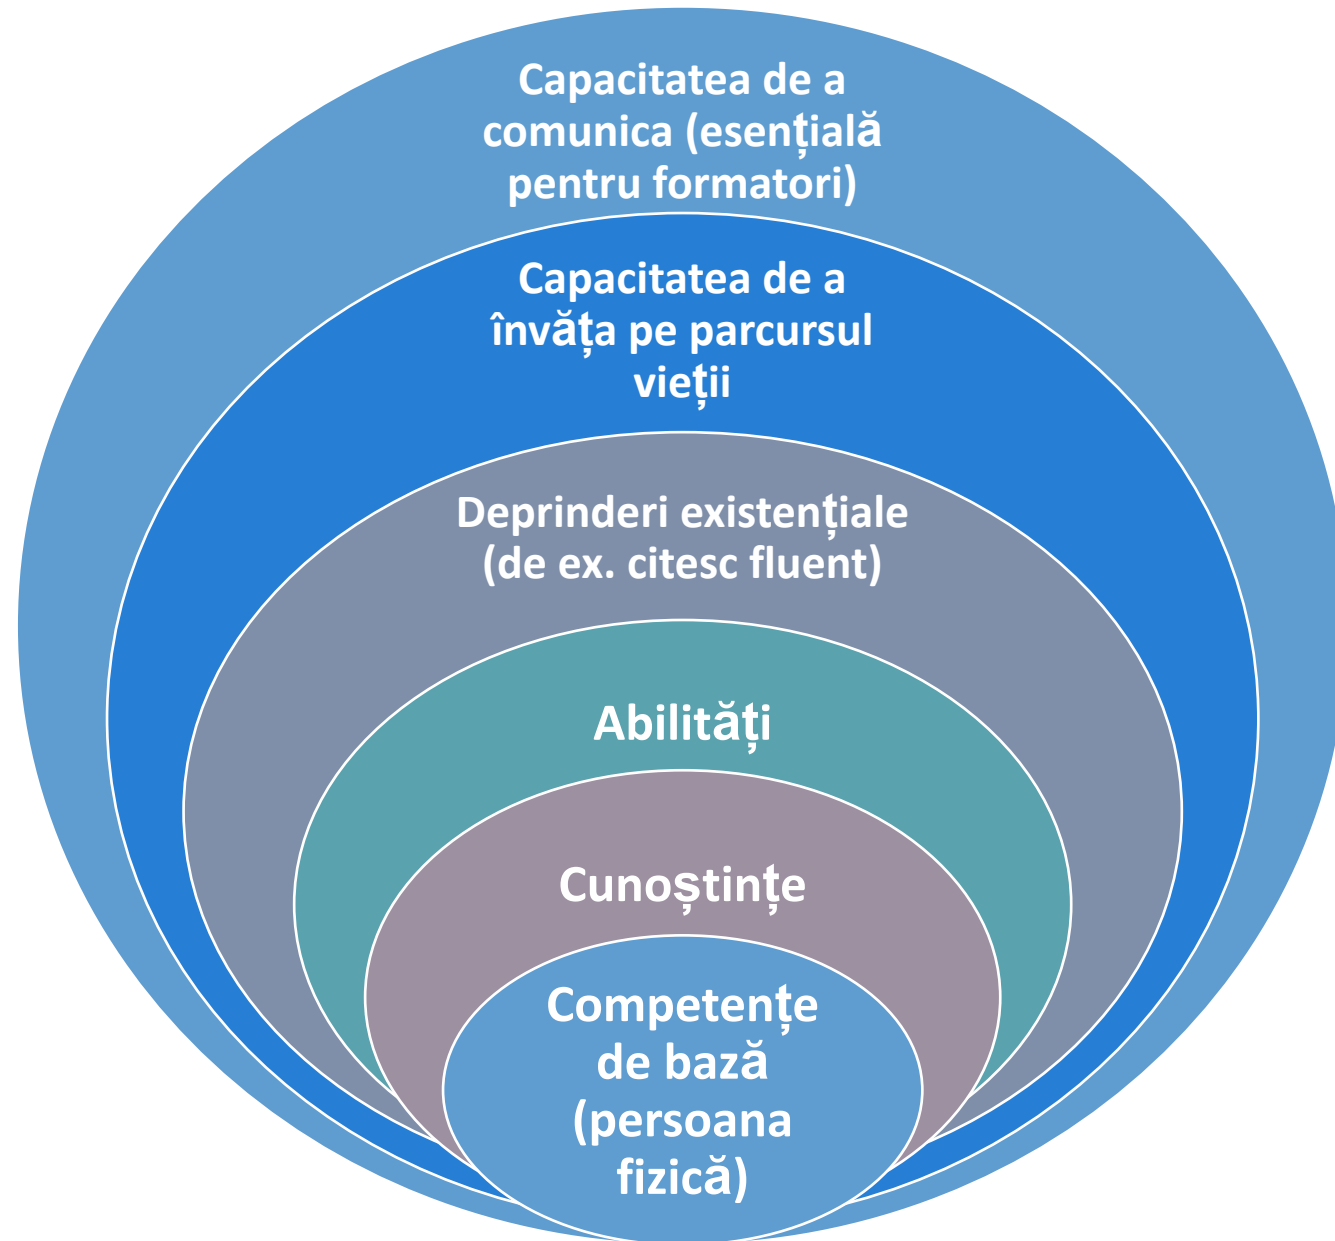 Capacitatea de a
comunica (esențială
pentru formatori)
Capacitatea de a
învăța pe parcursul
vieții
Deprinderi existențiale
(de ex. citesc fluent)
Abilități
Cunoștințe
Competențe
de bază
(persoana
fizică)